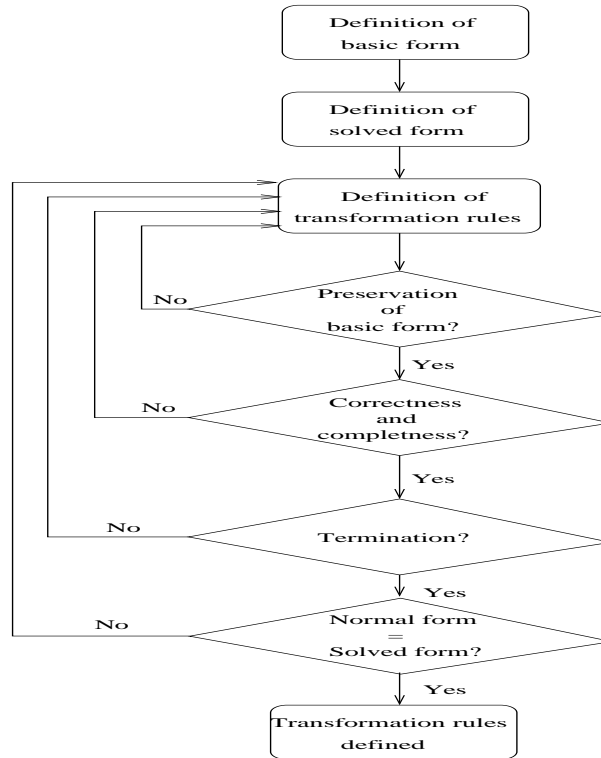 Definition of
basic form
Definition of
solved form
Definition of
transformation rules
Preservation
of
basic form?
No
Yes
Correctness
and
completness?
No
Yes
Termination?
No
Yes
Normal form
=
Solved form?
No
Yes
Transformation rules
defined